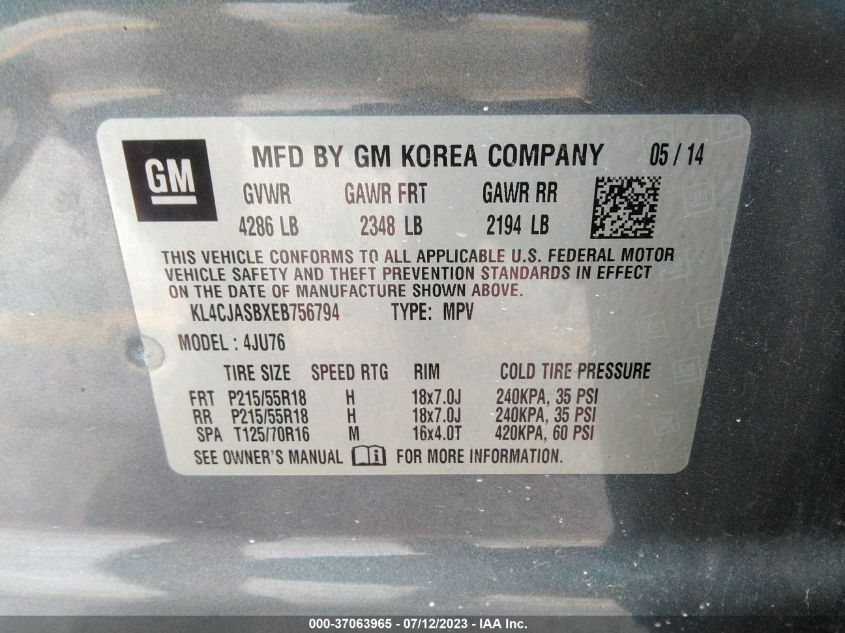 GM
MFD BY GM KOREA COMPANY 05 / 14
GVWR GAWR FRT GAWR RR
4286 LB 2348 LB 2194 LB
THIS VEHICLE CONFORMS TO ALL APPLICABLE U.S. FEDERAL MOTOR
VEHICLE SAFETY AND THEFT PREVENTION STANDARDS IN EFFECT
ON THE DATE OF MANUFACTURE SHOWN ABOVE.
KL4CJASBXEB756794 TYPE: MPV
MODEL : 4JU76
TIRE SIZE SPEED RTG RIM COLD TIRE PRESSURE
FRT P215/55R18 H 18x7.0J 240KPA, 35 PSI
RR P215/55R18 H 18x7.0J 240KPA, 35 PSI
SPA T125/70R16 M 16x4.0T 420KPA, 60 PSI
SEE OWNER'S MANUAL FOR MORE INFORMATION.
000-37063965 - 07/12/2023 - IAA Inc.